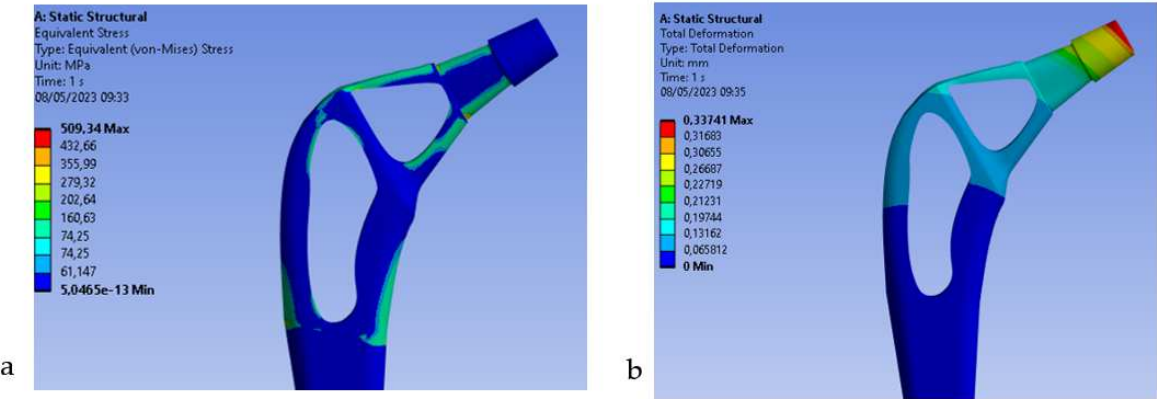 A: Static Structural
Equivalent Stress
Type: Equivalent (von-Mises) Stress
Unit: MPa
Time: 1 s
08/05/2023 09:33
509,34 Max
432,66
355,99
279,32
202,64
160,63
74,25
74,25
61,147
5,0465e-13 Min
a
A: Static Structural
Total Deformation
Type: Total Deformation
Unit: mm
Time: 1 s
08/05/2023 09:35
0,33741 Max
0,31683
0,30655
0,26687
0,22719
0,21231
0,19744
0,13162
0,065812
0 Min
b